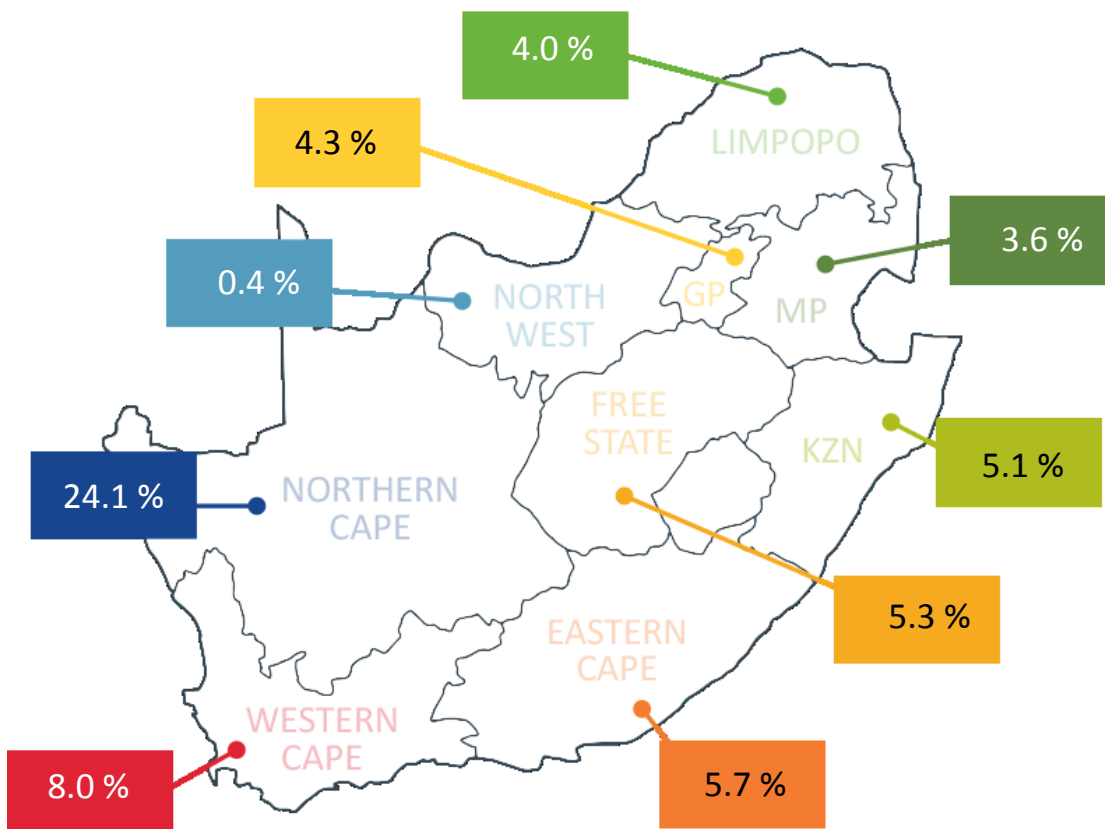 4.0 %
LIMPOPO
4.3 %
3.6 %
0.4 %
NORTH
WEST
GP
MP
FREE
STATE
KZN
5.1 %
24.1 %
NORTHERN
CAPE
5.3 %
EASTERN
CAPE
WESTERN
CAPE
8.0 %
5.7 %